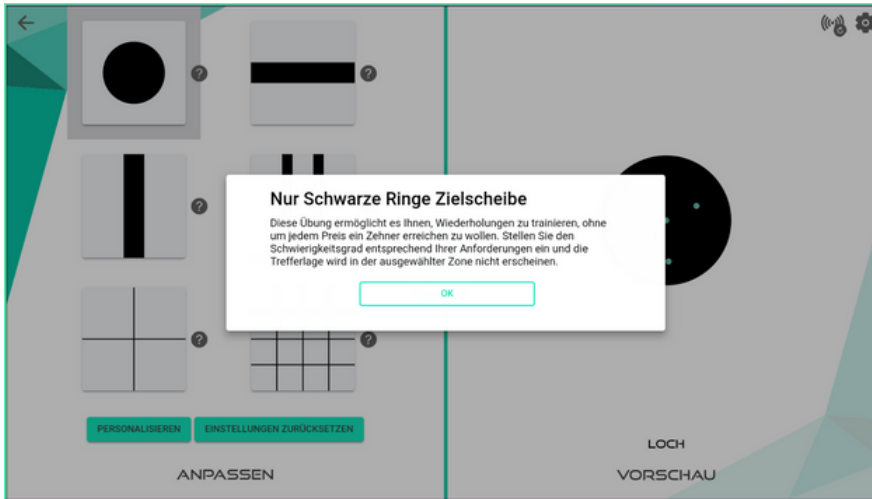 Nur Schwarze Ringe Zielscheibe
Diese Übung ermöglicht es Ihnen, Wiederholungen zu trainieren, ohne
um jedem Preis ein Zehner erreichen zu wollen. Stellen Sie den
Schwierigkeitsgrad entsprechend Ihrer Anforderungen ein und die
Trefferlage wird in der ausgewählter Zone nicht erscheinen.
OK
PERSONALISIEREN
EINSTELLUNGEN ZURÜCKSETZEN
ANPASSEN
LOCH
VORSCHAU